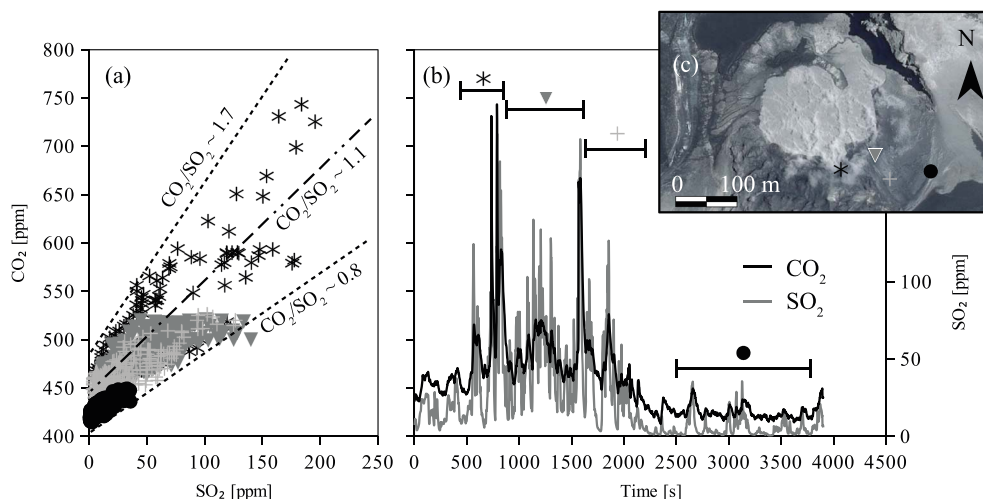 800
750
700
650
600
550
500
450
400
CO₂ [ppm]
(a)
CO₂/SO₂ ~ 1.7
CO₂/SO₂ ~ 1.1
CO₂/SO₂ ~ 0.8
0 50 100 150 200 250
SO₂ [ppm]
(b)
CO₂
SO₂
0 500 1000 1500 2000 2500 3000 3500 4000 4500
Time [s]
100
50
0
SO₂ [ppm]
(c)
N
0 100 m